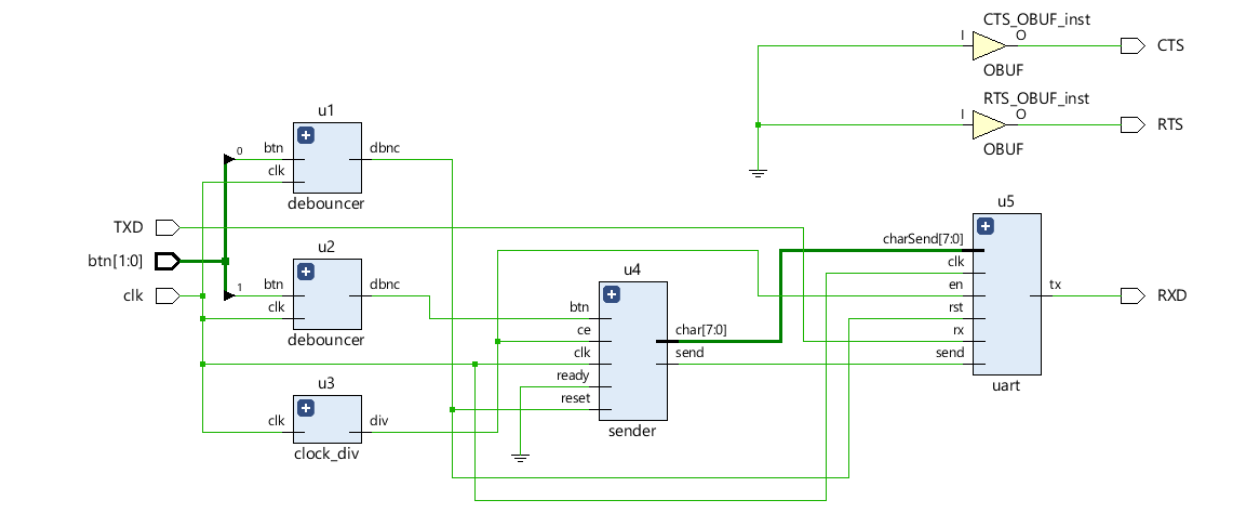 CTS_OBUF_inst
I
O
CTS
OBUF
RTS_OBUF_inst
I
O
RTS
OBUF
u1
0
btn
dbnc
clk
debouncer
TXD
btn[1:0]
clk
u2
1
btn
dbnc
clk
debouncer
u3
clk
div
clock_div
u4
btn
ce
clk
ready
reset
char[7:0]
send
sender
u5
charSend[7:0]
clk
en
rst
rx
send
tx
uart
RXD